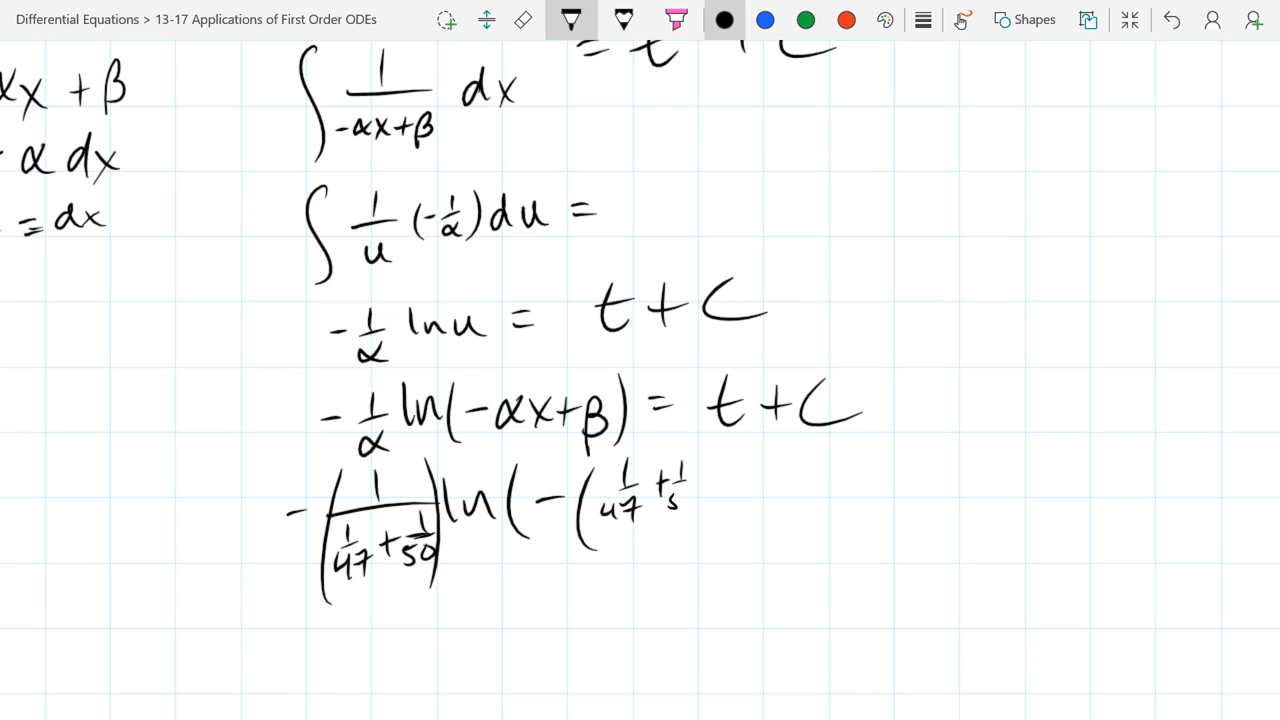 Differential Equations > 13-17 Applications of First Order ODEs
Shapes
= t + C
αx + β
- α dx
= dx
∫ 1/(-αx+β) dx
∫ 1/u (-1/α) du =
-1/α ln u = t + C
-1/α ln(-αx+β) = t + C
-(1/(1/47 + 1/50)) ln(-(1/47 + 1/5